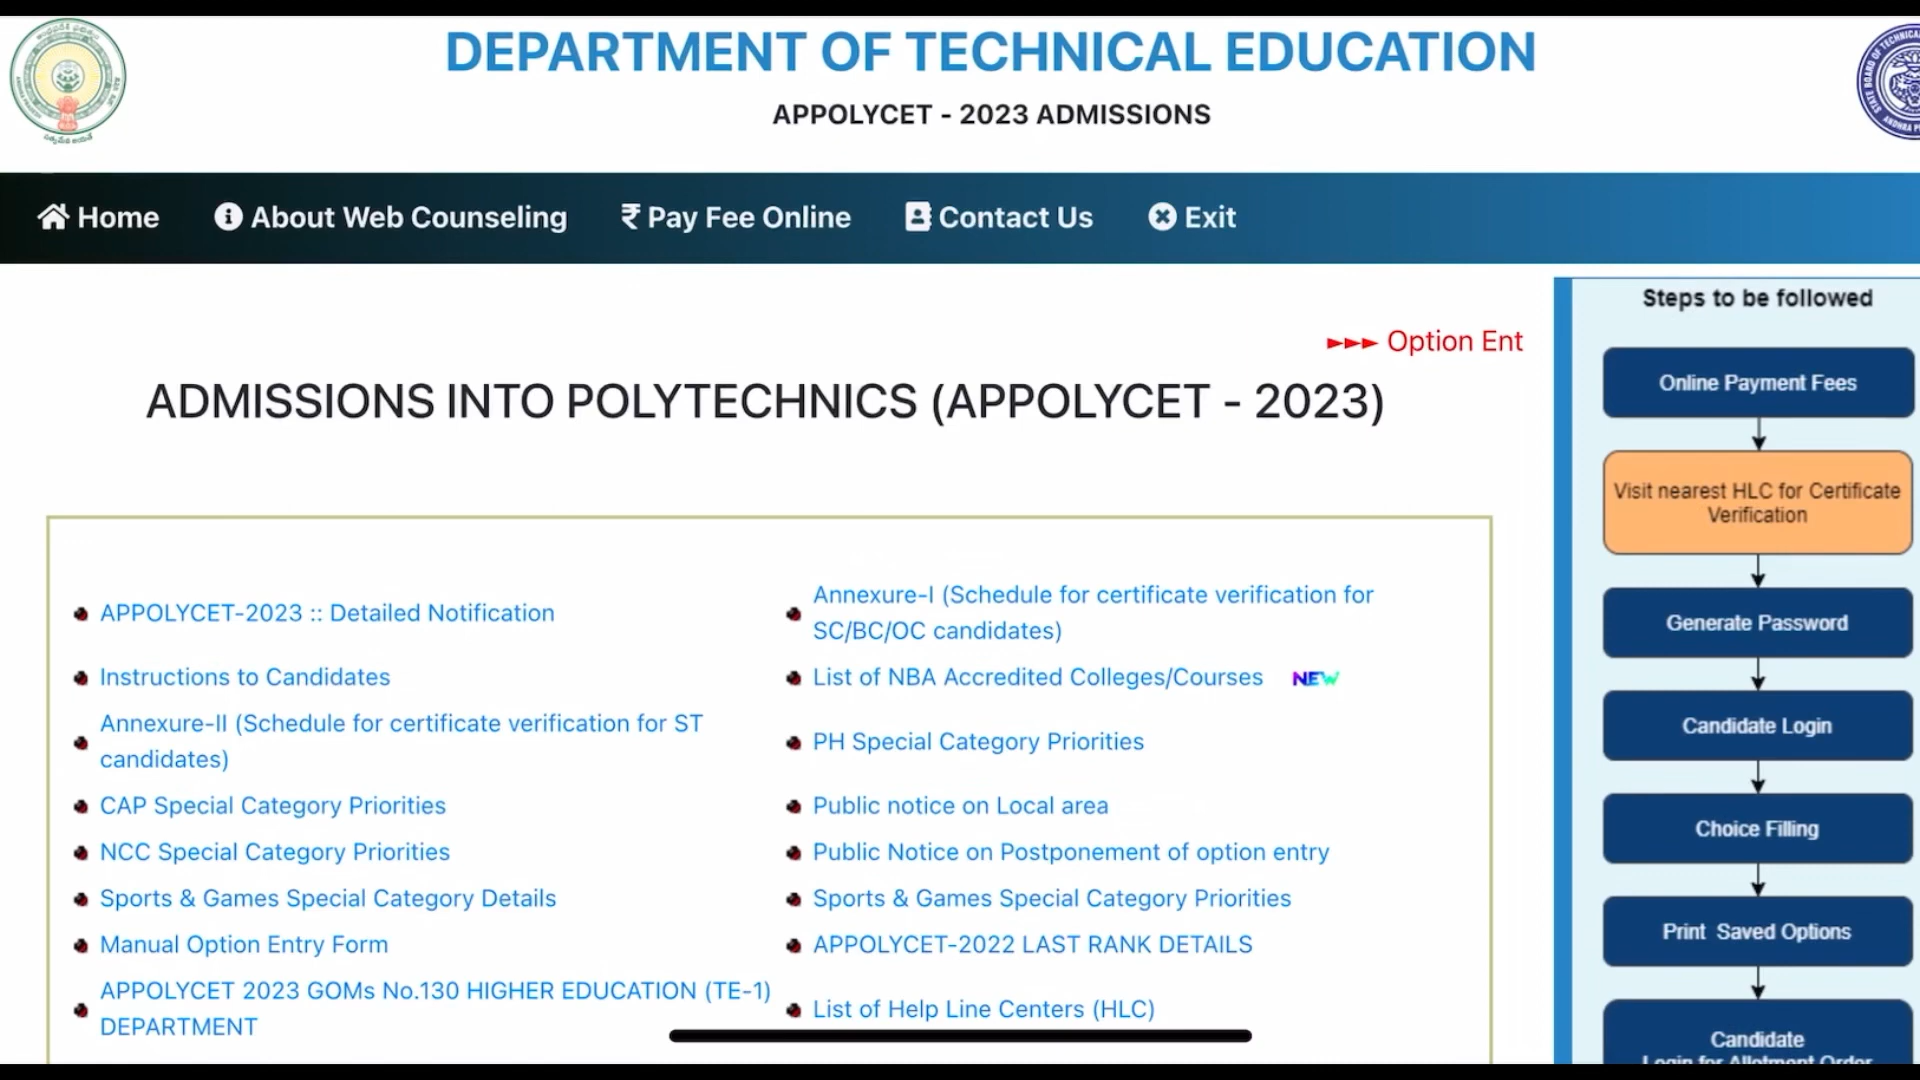 DEPARTMENT OF TECHNICAL EDUCATION
APPOLYCET - 2023 ADMISSIONS
Home
About Web Counseling
₹ Pay Fee Online
Contact Us
Exit
►►► Option Ent
ADMISSIONS INTO POLYTECHNICS (APPOLYCET - 2023)
APPOLYCET-2023 :: Detailed Notification
Annexure-I (Schedule for certificate verification for
SC/BC/OC candidates)
Instructions to Candidates
List of NBA Accredited Colleges/Courses NEW
Annexure-II (Schedule for certificate verification for ST
candidates)
PH Special Category Priorities
CAP Special Category Priorities
Public notice on Local area
NCC Special Category Priorities
Public Notice on Postponement of option entry
Sports & Games Special Category Details
Sports & Games Special Category Priorities
Manual Option Entry Form
APPOLYCET-2022 LAST RANK DETAILS
APPOLYCET 2023 GOMs No.130 HIGHER EDUCATION (TE-1)
DEPARTMENT
List of Help Line Centers (HLC)
Steps to be followed
Online Payment Fees
Visit nearest HLC for Certificate
Verification
Generate Password
Candidate Login
Choice Filling
Print Saved Options
Candidate
Login for Allotment Order